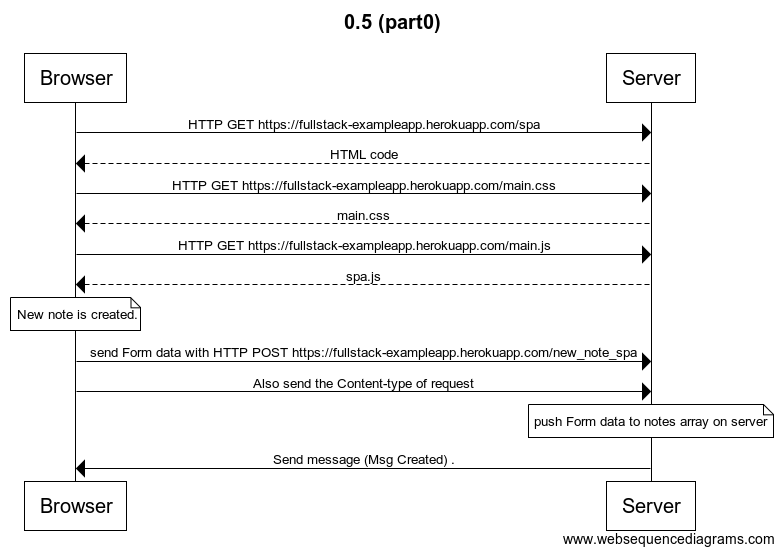 0.5 (part0)
Browser Server
HTTP GET https://fullstack-exampleapp.herokuapp.com/spa
HTML code
HTTP GET https://fullstack-exampleapp.herokuapp.com/main.css
main.css
HTTP GET https://fullstack-exampleapp.herokuapp.com/main.js
spa.js
New note is created.
send Form data with HTTP POST https://fullstack-exampleapp.herokuapp.com/new_note_spa
Also send the Content-type of request
push Form data to notes array on server
Send message (Msg Created) .
Browser Server
www.websequencediagrams.com